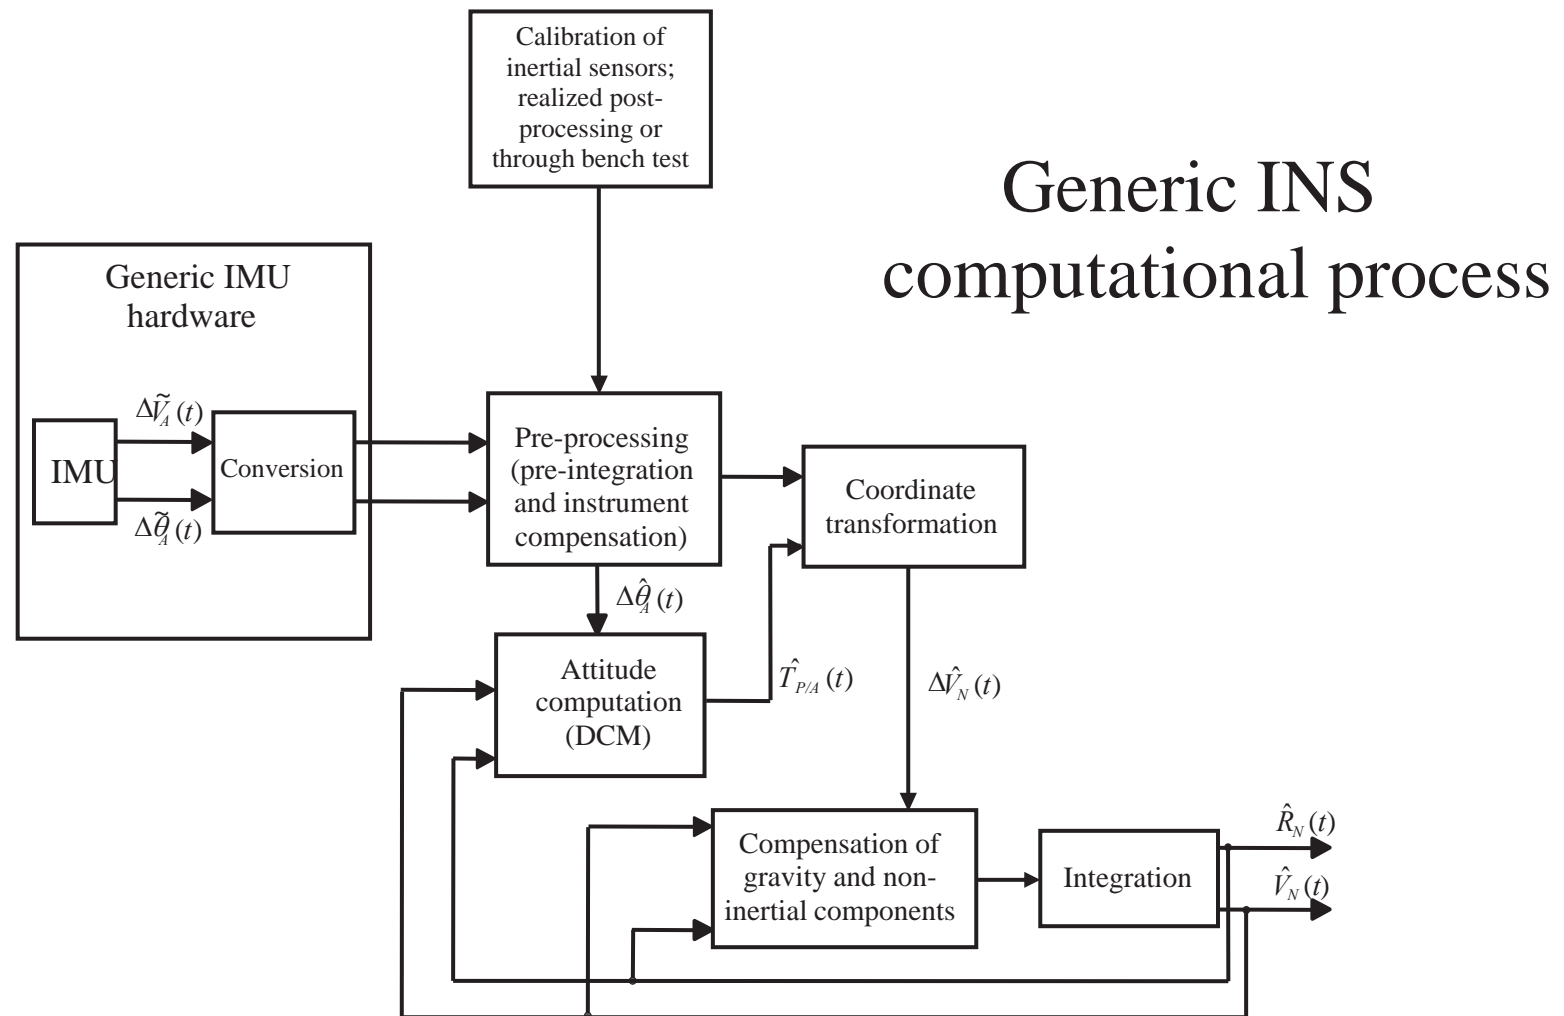 Calibration of
inertial sensors;
realized post-
processing or
through bench test
Generic INS
computational process
Generic IMU
hardware
ΔṼ_A(t)
IMU
Conversion
Δθ̃_A(t)
Pre-processing
(pre-integration
and instrument
compensation)
Coordinate
transformation
Δθ̂_A(t)
Attitude
computation
(DCM)
T̂_P/A(t)
ΔV̂_N(t)
Compensation of
gravity and non-
inertial components
Integration
R̂_N(t)
V̂_N(t)